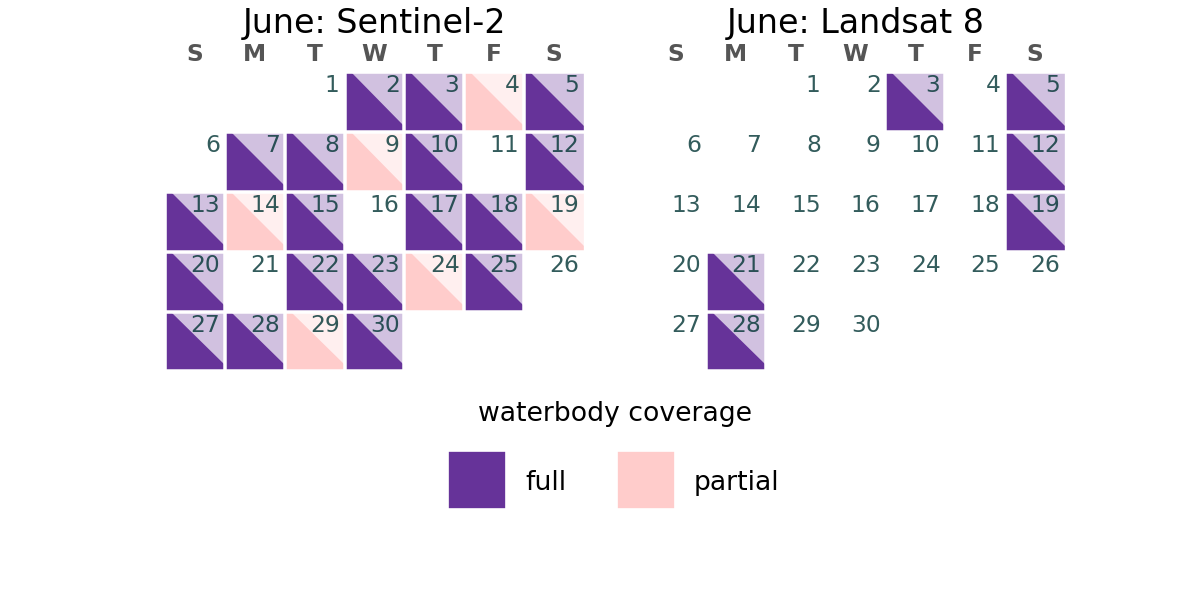 June: Sentinel-2
S M T W T F S
1 2 3 4 5
6 7 8 9 10 11 12
13 14 15 16 17 18 19
20 21 22 23 24 25 26
27 28 29 30
June: Landsat 8
S M T W T F S
1 2 3 4 5
6 7 8 9 10 11 12
13 14 15 16 17 18 19
20 21 22 23 24 25 26
27 28 29 30
waterbody coverage
full
partial